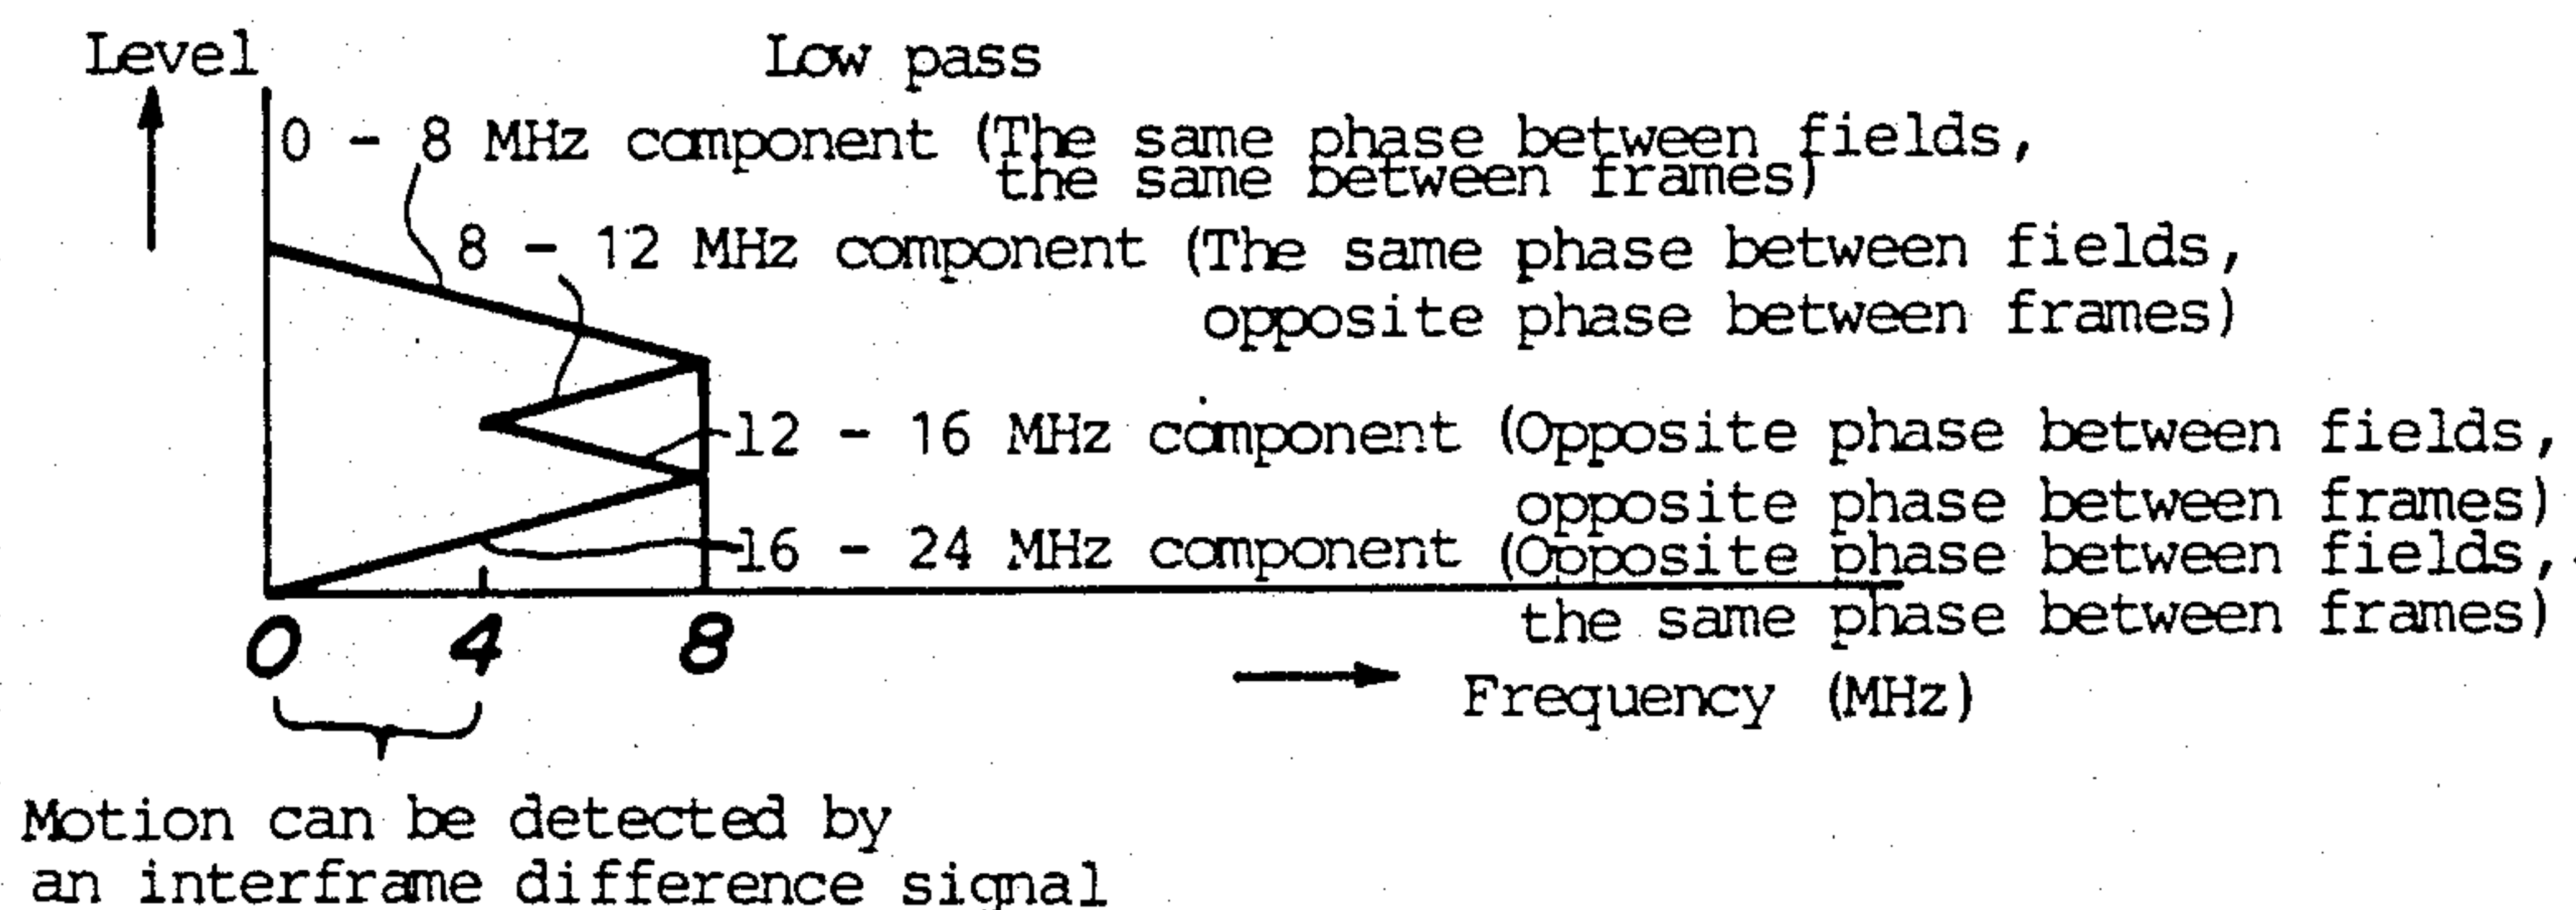 Level
Low pass
0 - 8 MHz component (The same phase between fields,
the same between frames)
8 - 12 MHz component (The same phase between fields,
opposite phase between frames)
12 - 16 MHz component (Opposite phase between fields,
opposite phase between frames)
16 - 24 MHz component (Opposite phase between fields,
the same phase between frames)
0 4 8
Frequency (MHz)
Motion can be detected by
an interframe difference signal